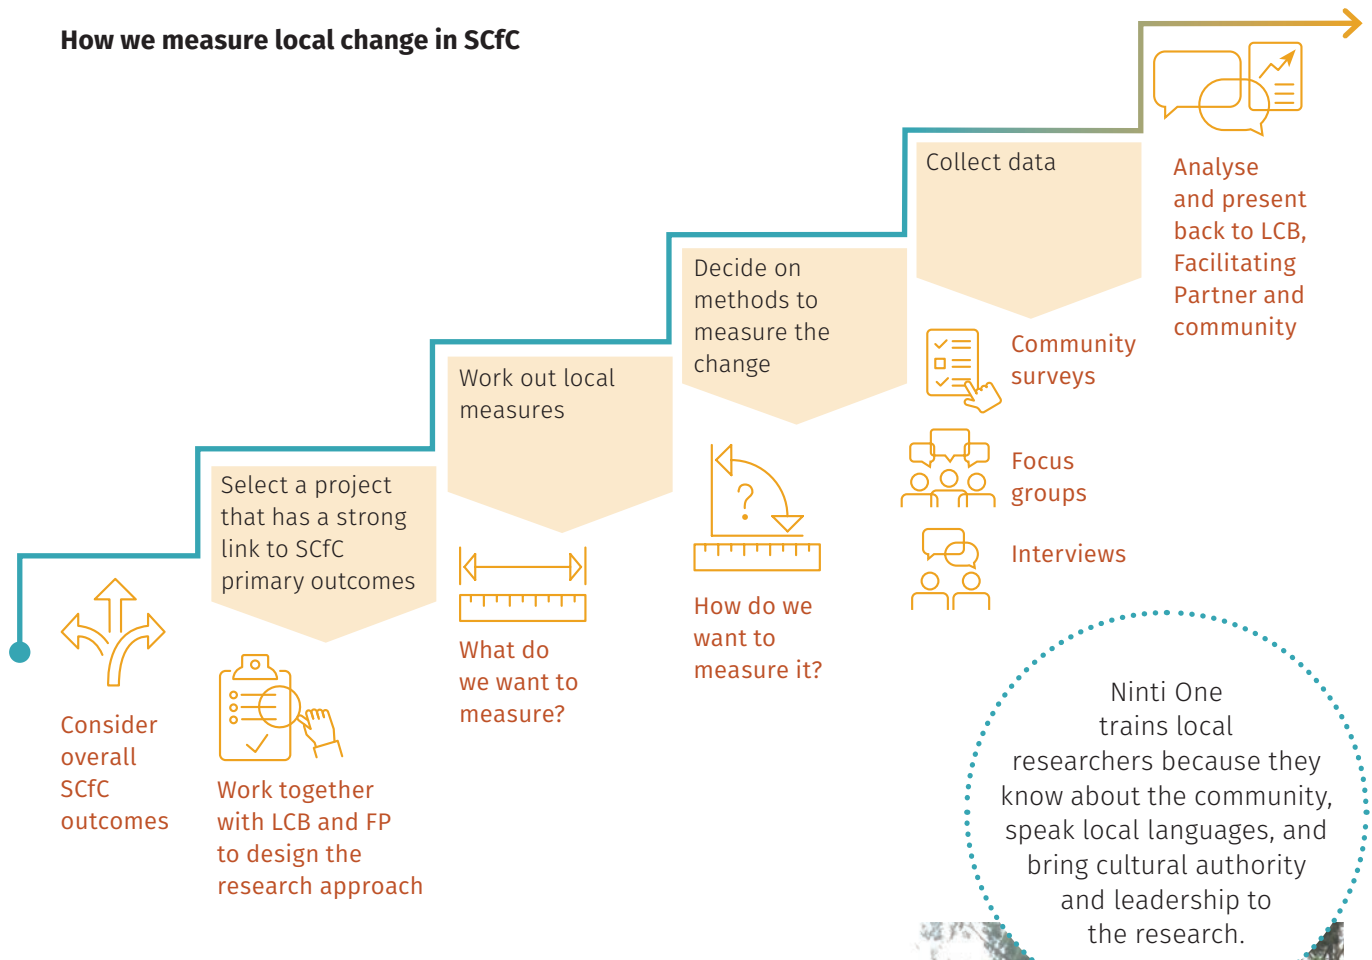 How we measure local change in SCfC
Consider
overall
SCfC
outcomes
Select a project
that has a strong
link to SCfC
primary outcomes
Work together
with LCB and FP
to design the
research approach
Work out local
measures
What do
we want to
measure?
Decide on
methods to
measure the
change
?
How do we
want to
measure it?
Collect data
Community
surveys
Focus
groups
Interviews
Analyse
and present
back to LCB,
Facilitating
Partner and
community
Ninti One
trains local
researchers because they
know about the community,
speak local languages, and
bring cultural authority
and leadership to
the research.